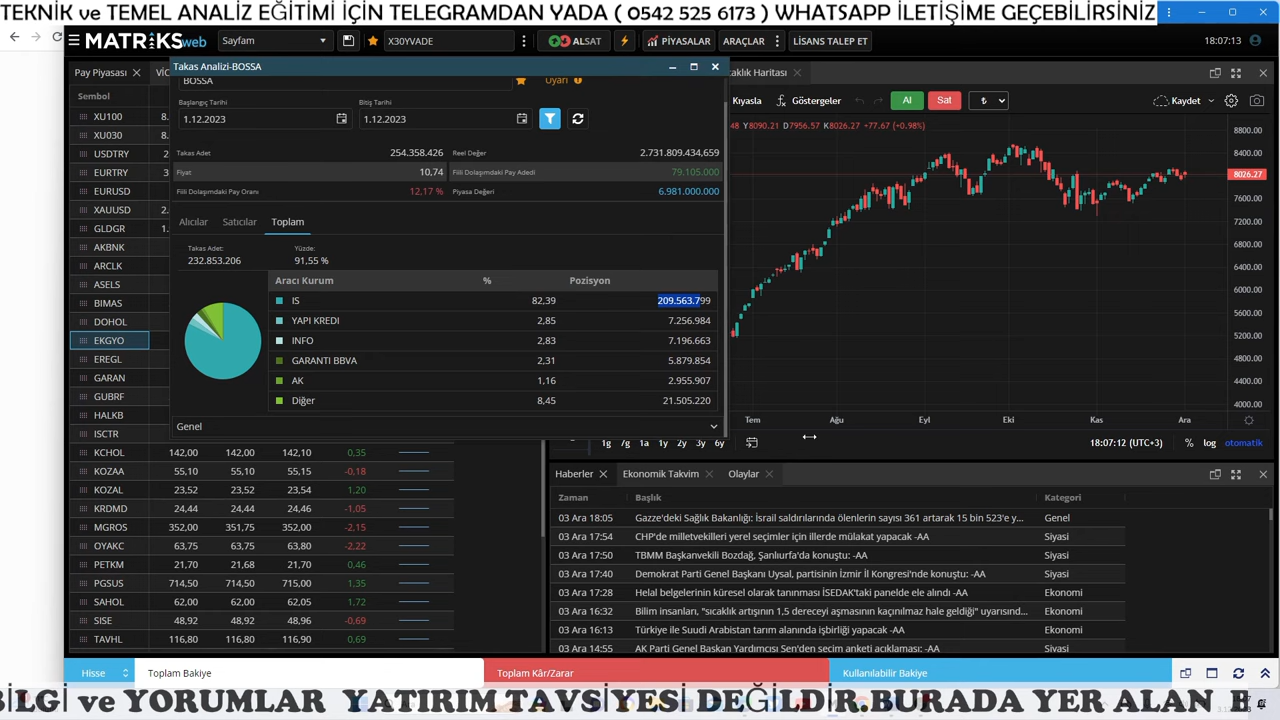 TEKNİK ve TEMEL ANALİZ EĞİTİMİ İÇİN TELEGRAMDAN YADA ( 0542 525 6173 ) WHATSAPP İLETİŞİME GEÇEBİLİRSİNİZ
MATRİKS web Sayfam X30YVADE ALSAT PİYASALAR ARAÇLAR LİSANS TALEP ET 18:07:13
Pay Piyasası
Takas Analizi-BOSSA
BOSSA Uyarı
Başlangıç Tarihi Bitiş Tarihi
1.12.2023 1.12.2023
Takas Adet 254.358.426 Reel Değer 2.731.809.434,659
Fiyat 10,74 Fiili Dolaşımdaki Pay Adedi 79.105.000
Fiili Dolaşımdaki Pay Oranı 12,17 % Piyasa Değeri 6.981.000.000
Alıcılar Satıcılar Toplam
Takas Adet: Yüzde:
232.853.206 91,55 %
Aracı Kurum % Pozisyon
IS 82,39 209.563.799
YAPI KREDI 2,85 7.256.984
INFO 2,83 7.196.663
GARANTI BBVA 2,31 5.879.854
AK 1,16 2.955.907
Diğer 8,45 21.505.220
Genel
Sembol
XU100 8.
XU030 8.
USDTRY 2
EURTRY 3
EURUSD
XAUUSD 2
GLDGR 1.
AKBNK
ARCLK
ASELS
BIMAS
DOHOL
EKGYO
EREGL
GARAN
GUBRF
HALKB
ISCTR
KCHOL 142,00 142,00 142,10 0,35
KOZAA 55,10 55,10 55,15 -0,18
KOZAL 23,52 23,52 23,54 1,20
KRDMD 24,44 24,44 24,46 -1,05
MGROS 352,00 351,75 352,00 -2,15
OYAKC 63,75 63,75 63,80 -2,22
PETKM 21,70 21,70 21,72 0,46
PGSUS 714,50 714,50 715,00 1,35
SAHOL 62,00 62,00 62,05 1,72
SISE 48,92 48,92 48,96 -0,69
TAVHL 116,80 116,80 116,90 0,69
caklık Haritası
Kıyasla Göstergeler Al Sat ₺ Kaydet
48 Y8090.21 D7956.57 K8026.27 +77.67 (+0.98%)
8800.00
8400.00
8026.27
7600.00
7200.00
6800.00
6400.00
6000.00
5600.00
5200.00
4800.00
4400.00
4000.00
Tem Ağu Eyl Eki Kas Ara
1g 7g 1a 1y 2y 3y 6y 18:07:12 (UTC+3) % log otomatik
Haberler Ekonomik Takvim Olaylar
Zaman Başlık Kategori
03 Ara 18:05 Gazze'deki Sağlık Bakanlığı: İsrail saldırılarında ölenlerin sayısı 361 artarak 15 bin 523'e y... Genel
03 Ara 17:54 CHP'de milletvekilleri yerel seçimler için illerde mülakat yapacak -AA Siyasi
03 Ara 17:50 TBMM Başkanvekili Bozdağ, Şanlıurfa'da konuştu: -AA Siyasi
03 Ara 17:40 Demokrat Parti Genel Başkanı Uysal, partisinin İzmir İl Kongresi'nde konuştu: -AA Siyasi
03 Ara 17:28 Helal belgelerinin küresel olarak tanınması İSEDAK'taki panelde ele alındı -AA Ekonomi
03 Ara 16:32 Bilim insanları, "sıcaklık artışının 1,5 dereceyi aşmasının kaçınılmaz hale geldiği" uyarısınd... Ekonomi
03 Ara 16:13 Türkiye ile Suudi Arabistan tarım alanında işbirliği yapacak -AA Ekonomi
03 Ara 14:55 AK Parti Genel Başkan Yardımcısı Şen'den seçim anketi açıklaması: -AA Siyasi
Hisse Toplam Bakiye Toplam Kâr/Zarar Kullanılabilir Bakiye
BİLGİ ve YORUMLAR YATIRIM TAVSİYESİ DEĞİLDİR.BURADA YER ALAN B